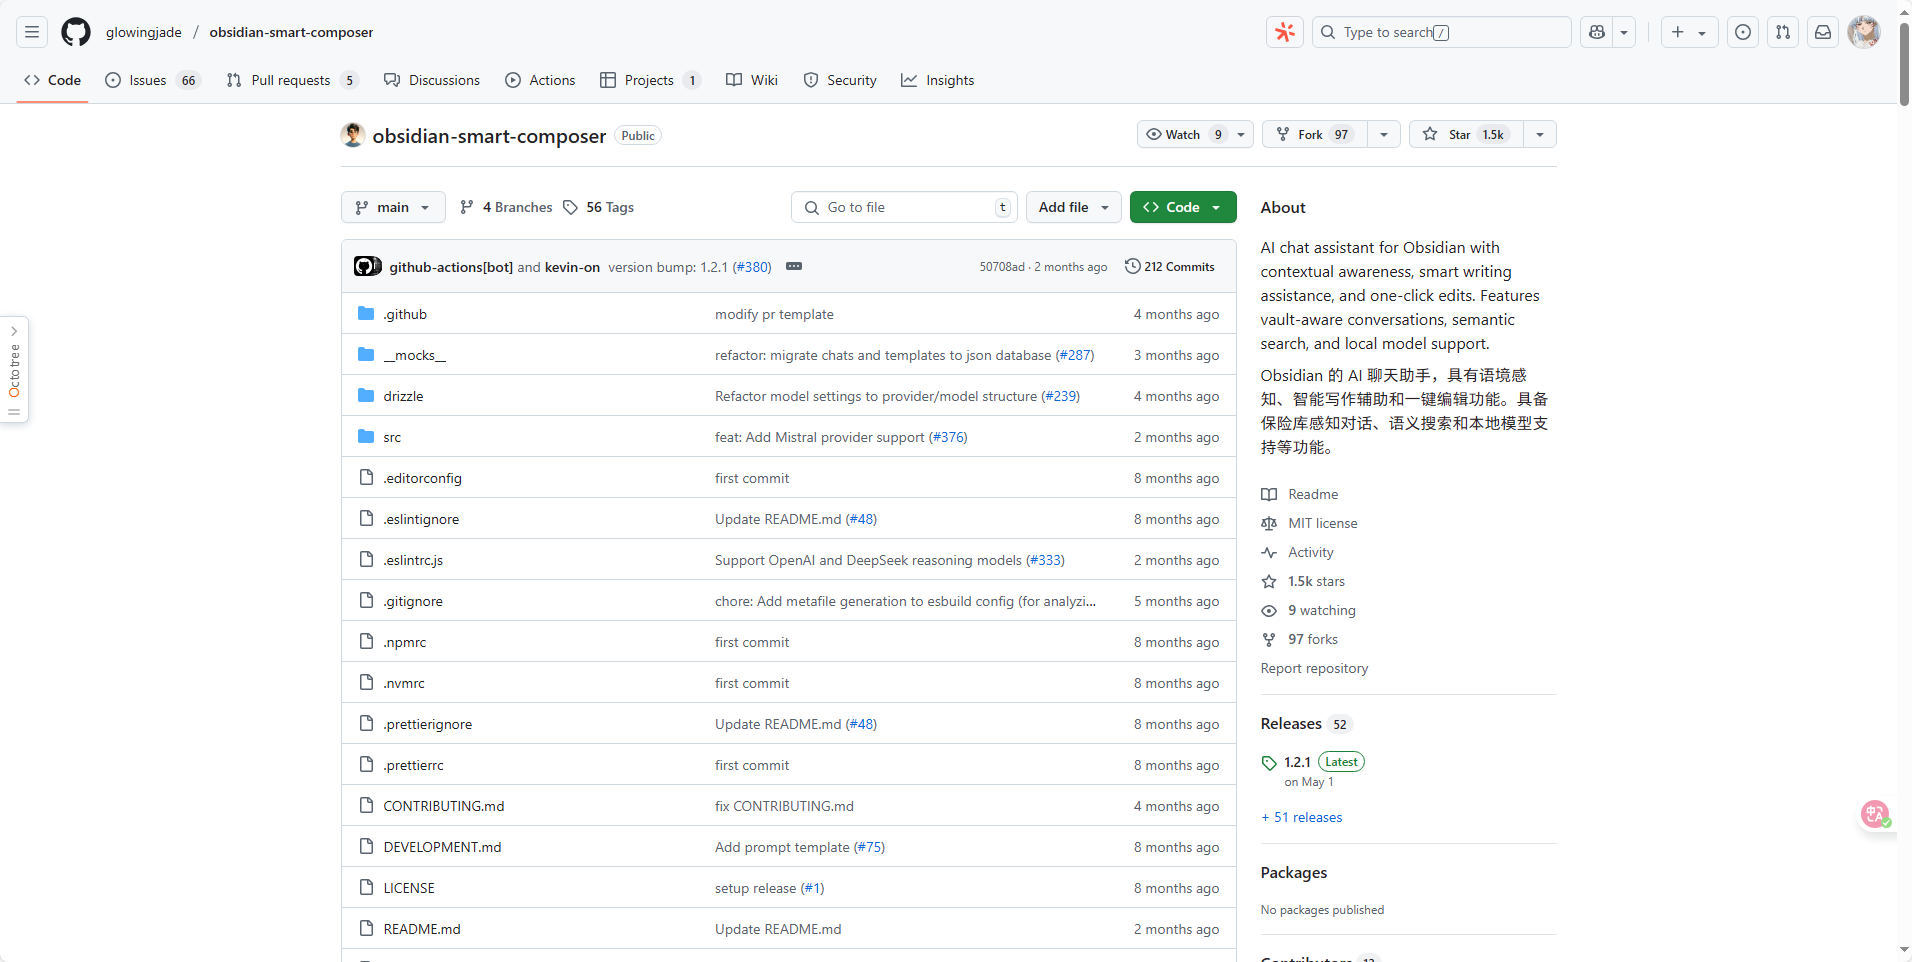 glowingjade / obsidian-smart-composer
Type to search /
Code
Issues 66
Pull requests 5
Discussions
Actions
Projects 1
Wiki
Security
Insights
obsidian-smart-composer Public
Watch 9
Fork 97
Star 1.5k
main
4 Branches
56 Tags
Go to file t
Add file
Code
github-actions[bot] and kevin-on version bump: 1.2.1 (#380)
50708ad · 2 months ago
212 Commits
.github modify pr template 4 months ago
__mocks__ refactor: migrate chats and templates to json database (#287) 3 months ago
drizzle Refactor model settings to provider/model structure (#239) 4 months ago
src feat: Add Mistral provider support (#376) 2 months ago
.editorconfig first commit 8 months ago
.eslintignore Update README.md (#48) 8 months ago
.eslintrc.js Support OpenAI and DeepSeek reasoning models (#333) 2 months ago
.gitignore chore: Add metafile generation to esbuild config (for analyzi... 5 months ago
.npmrc first commit 8 months ago
.nvmrc first commit 8 months ago
.prettierignore Update README.md (#48) 8 months ago
.prettierrc first commit 8 months ago
CONTRIBUTING.md fix CONTRIBUTING.md 4 months ago
DEVELOPMENT.md Add prompt template (#75) 8 months ago
LICENSE setup release (#1) 8 months ago
README.md Update README.md 2 months ago
About
AI chat assistant for Obsidian with
contextual awareness, smart writing
assistance, and one-click edits. Features
vault-aware conversations, semantic
search, and local model support.
Obsidian 的 AI 聊天助手，具有语境感
知、智能写作辅助和一键编辑功能。具备
保险库感知对话、语义搜索和本地模型支
持等功能。
Readme
MIT license
Activity
1.5k stars
9 watching
97 forks
Report repository
Releases 52
1.2.1 Latest
on May 1
+ 51 releases
Packages
No packages published
Contributors 12
Octotree